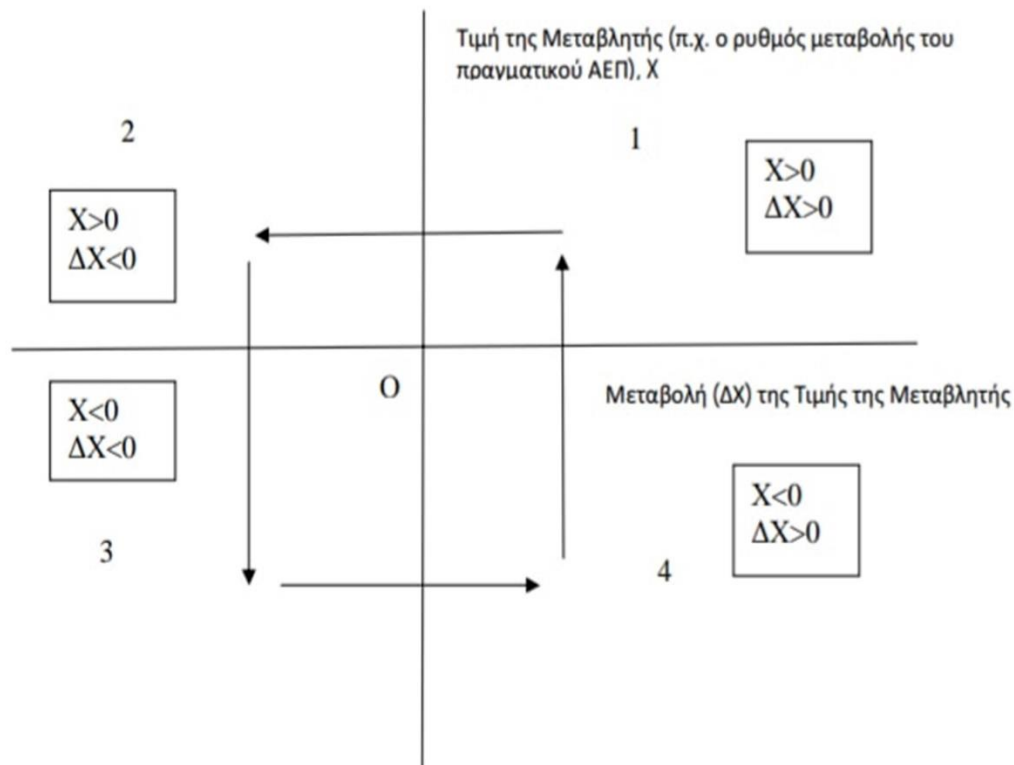 Τιμή της Μεταβλητής (π.χ. ο ρυθμός μεταβολής του
πραγματικού ΑΕΠ), Χ
2
1
X>0
ΔX>0
X>0
ΔX<0
O
Μεταβολή (ΔΧ) της Τιμής της Μεταβλητής
X<0
ΔX<0
X<0
ΔX>0
3
4